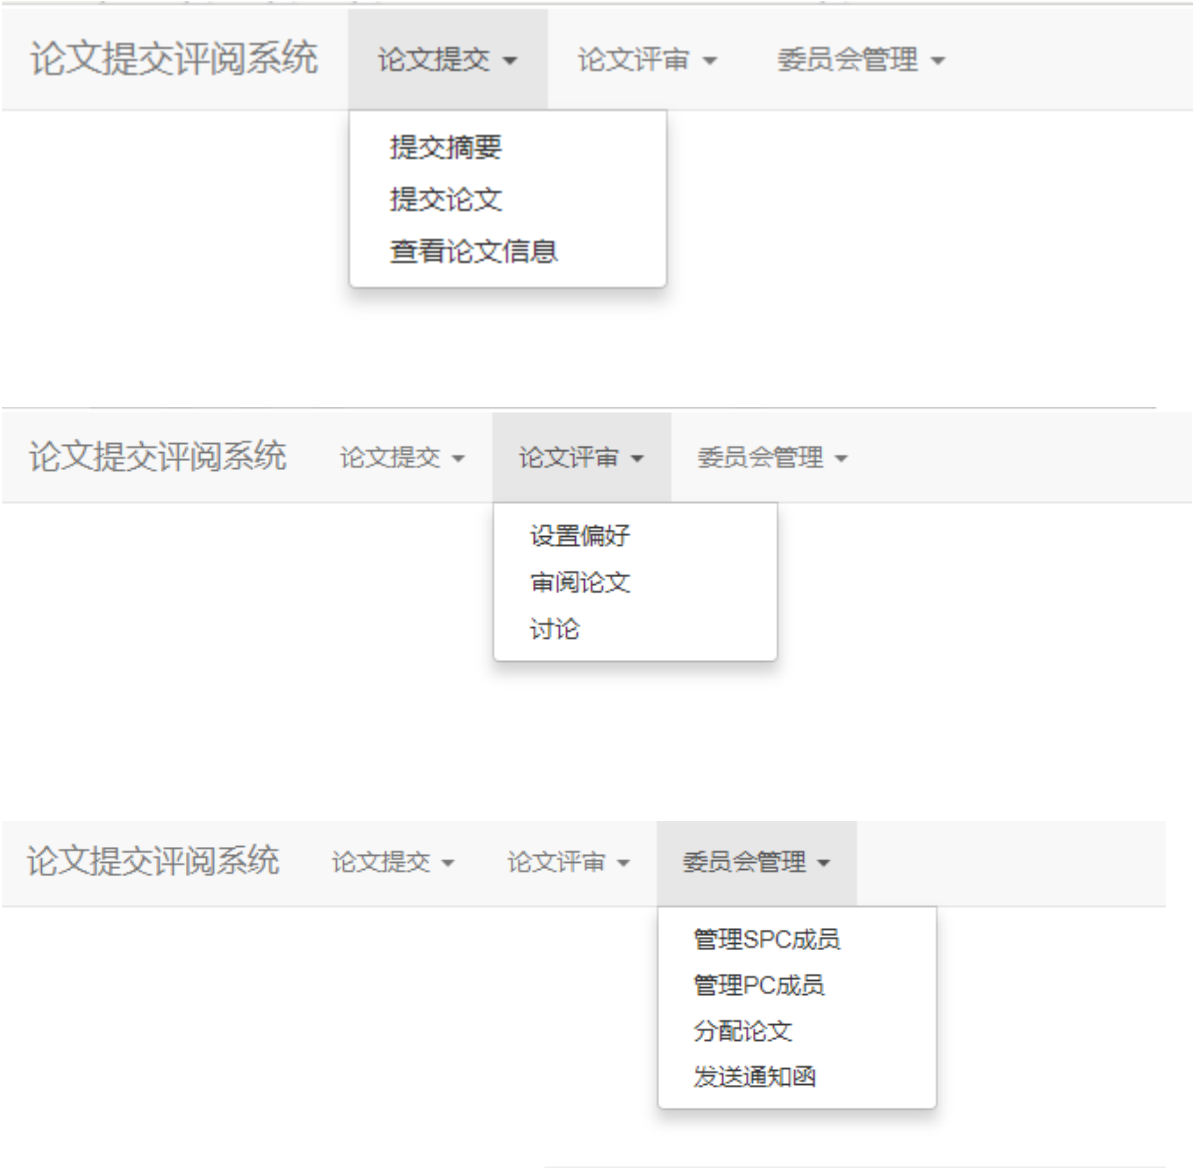 论文提交评阅系统 论文提交 论文评审 委员会管理
提交摘要
提交论文
查看论文信息
论文提交评阅系统 论文提交 论文评审 委员会管理
设置偏好
审阅论文
讨论
论文提交评阅系统 论文提交 论文评审 委员会管理
管理SPC成员
管理PC成员
分配论文
发送通知函